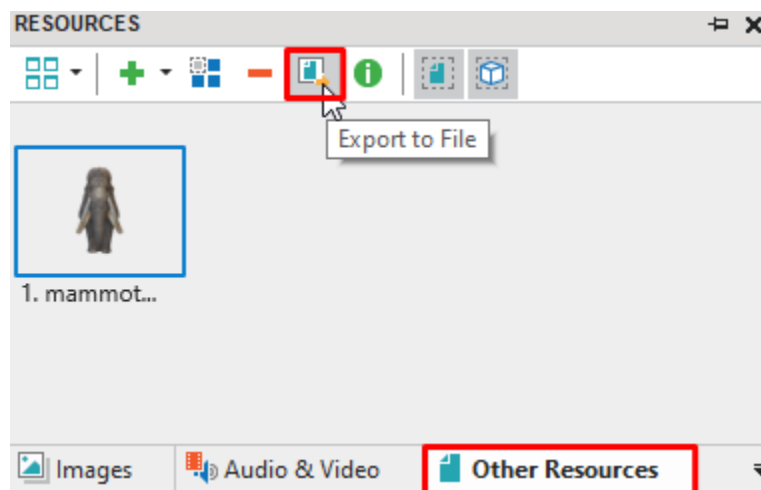 RESOURCES
Export to File
1. mammot...
Images
Audio & Video
Other Resources